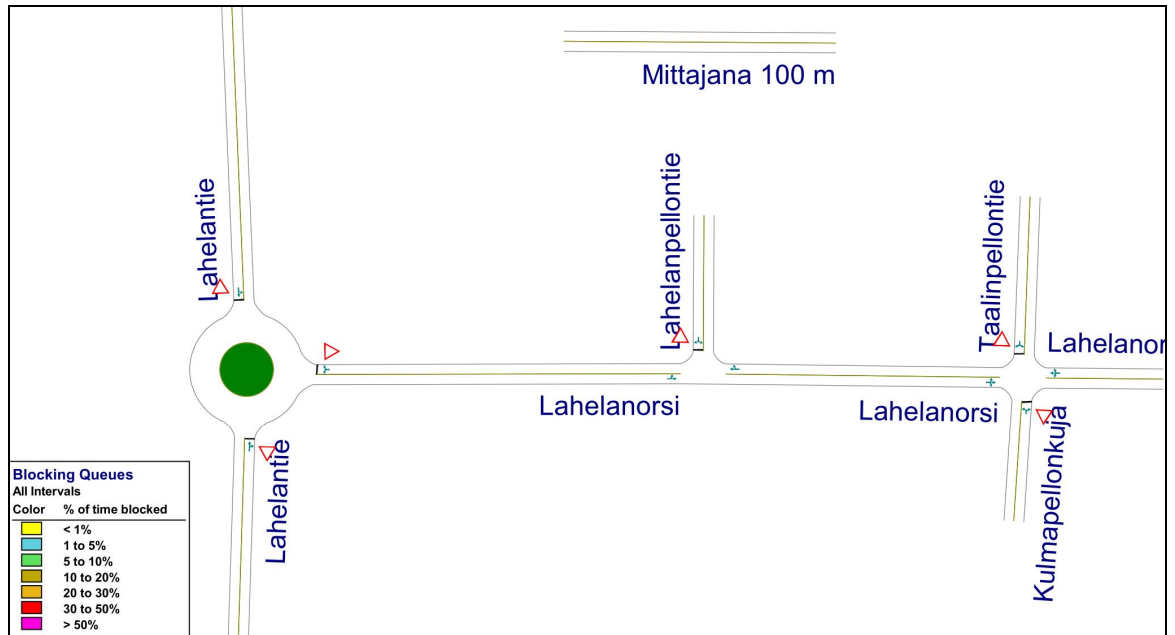 Mittajana 100 m
Lahelantie
Lahelanpellontie
Taalinpellontie
Lahelanor
Lahelanorsi
Lahelanorsi
Lahelantie
Kulmapellonkuja
Blocking Queues
All Intervals
Color % of time blocked
< 1%
1 to 5%
5 to 10%
10 to 20%
20 to 30%
30 to 50%
> 50%